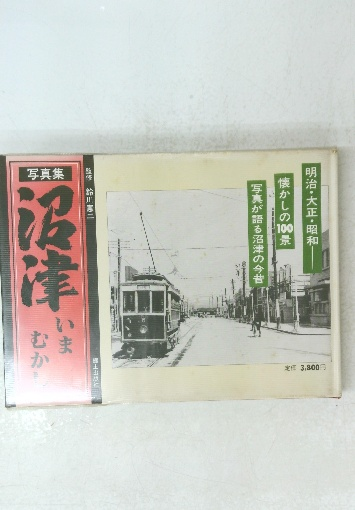 明治・大正・昭和――
懐かしの100景
写真が語る沼津の今昔
写真集
沼津
いま
むかし
監修
定価 3,800円